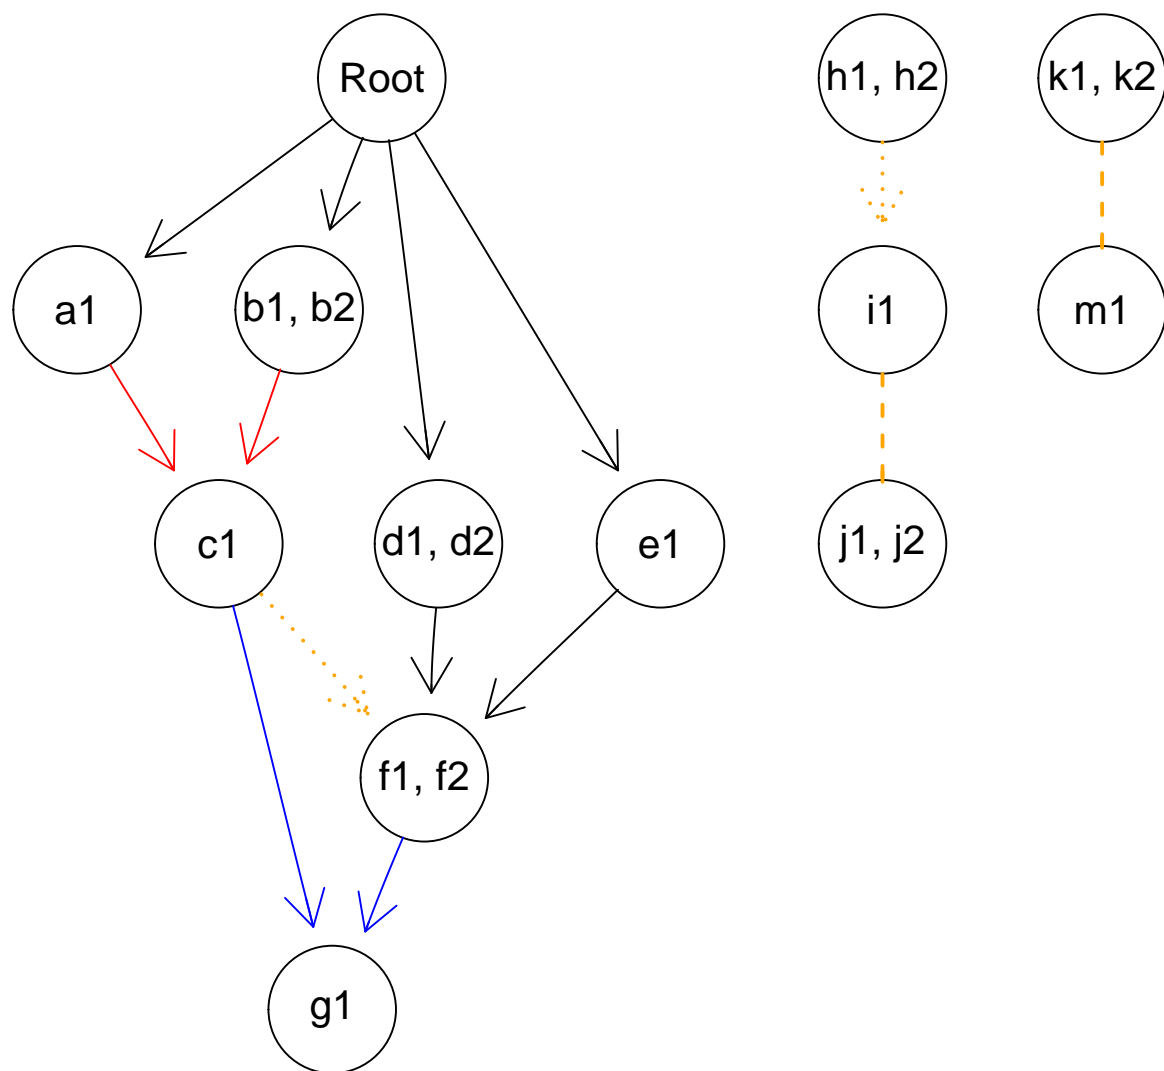 Root
h1, h2
k1, k2
a1
b1, b2
i1
m1
c1
d1, d2
e1
j1, j2
f1, f2
g1